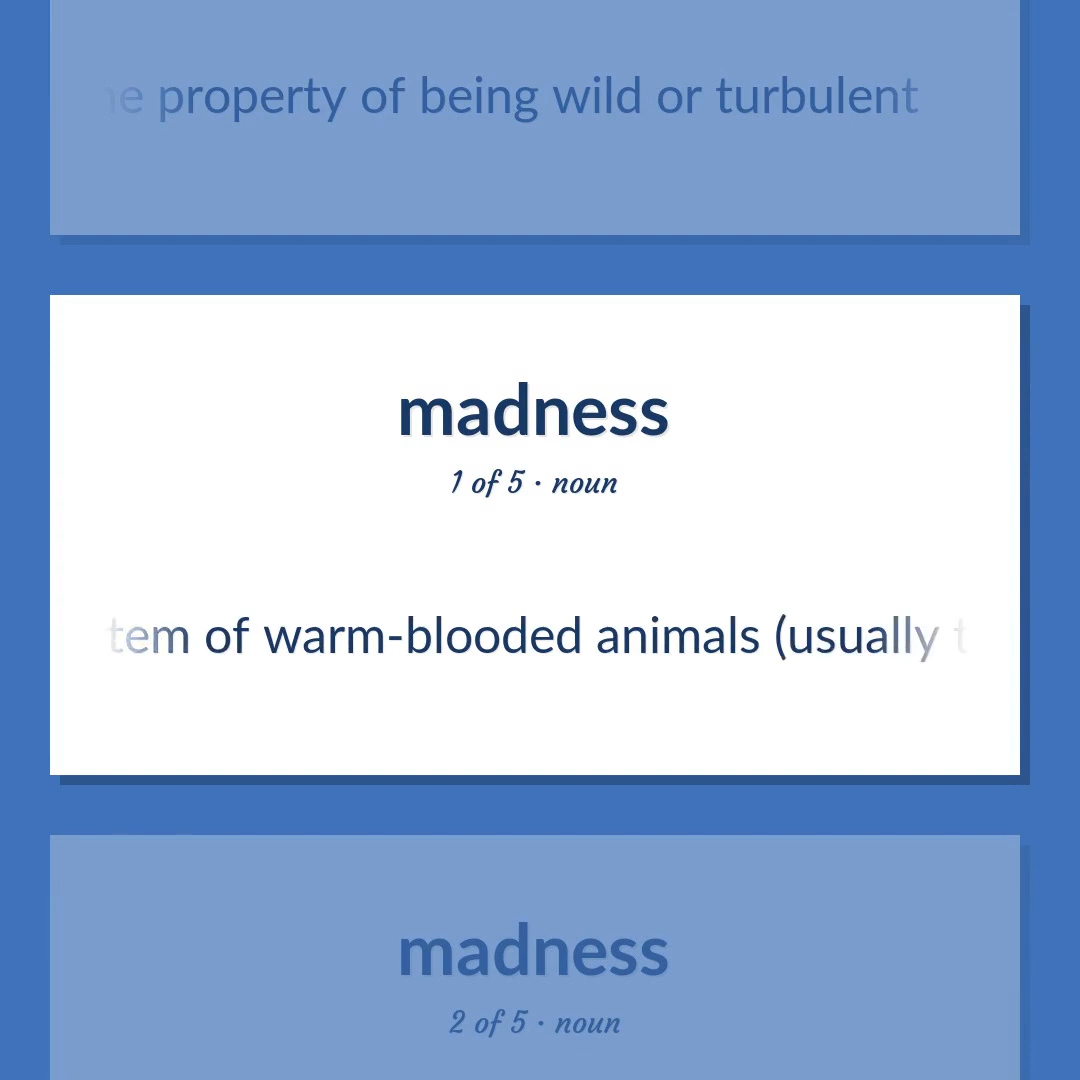 property of being wild or turbulent
madness
1 of 5 · noun
of warm-blooded animals (usually
madness
2 of 5 · noun